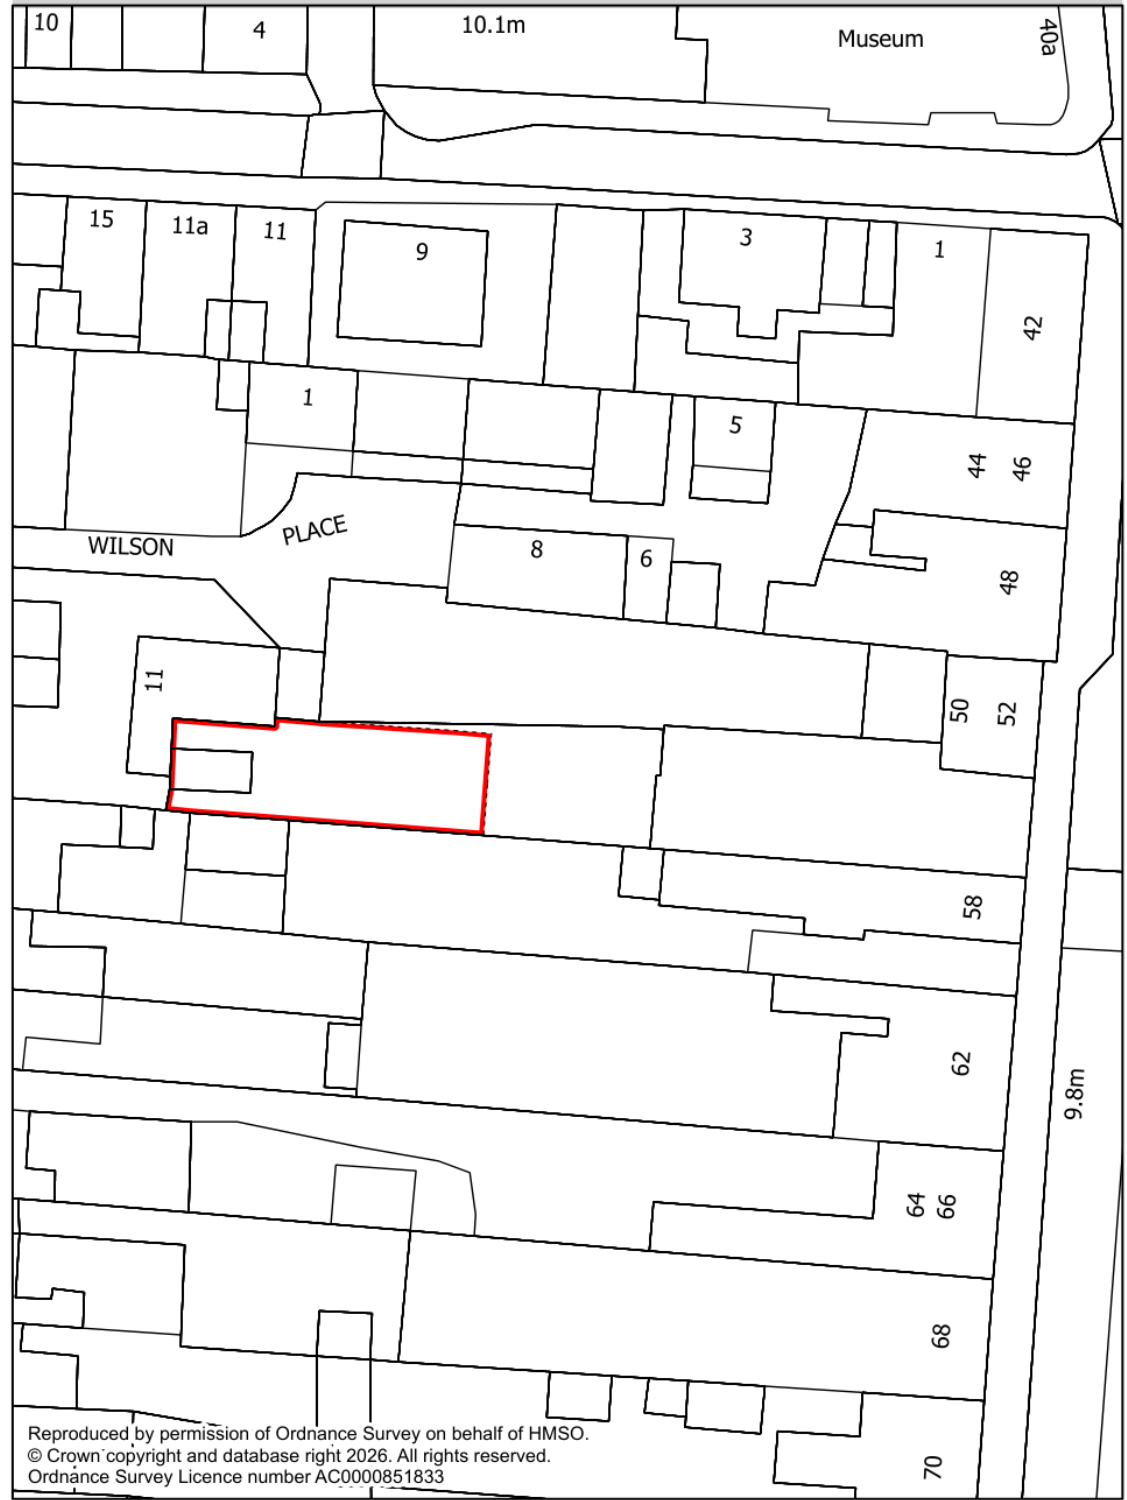 10
4
10.1m
Museum
40a
15
11a
11
9
3
1
42
1
5
44
46
WILSON
PLACE
8
6
48
11
50
52
58
62
9.8m
64
66
68
70
Reproduced by permission of Ordnance Survey on behalf of HMSO.
© Crown copyright and database right 2026. All rights reserved.
Ordnance Survey Licence number AC0000851833